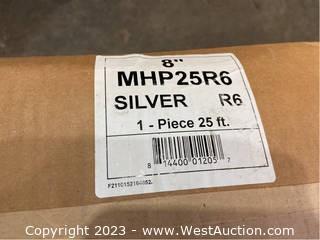 8"
MHP25R6
SILVER R6
1 - Piece 25 ft.
8 14400 01205 7
Copyright 2023 - www.WestAuction.com